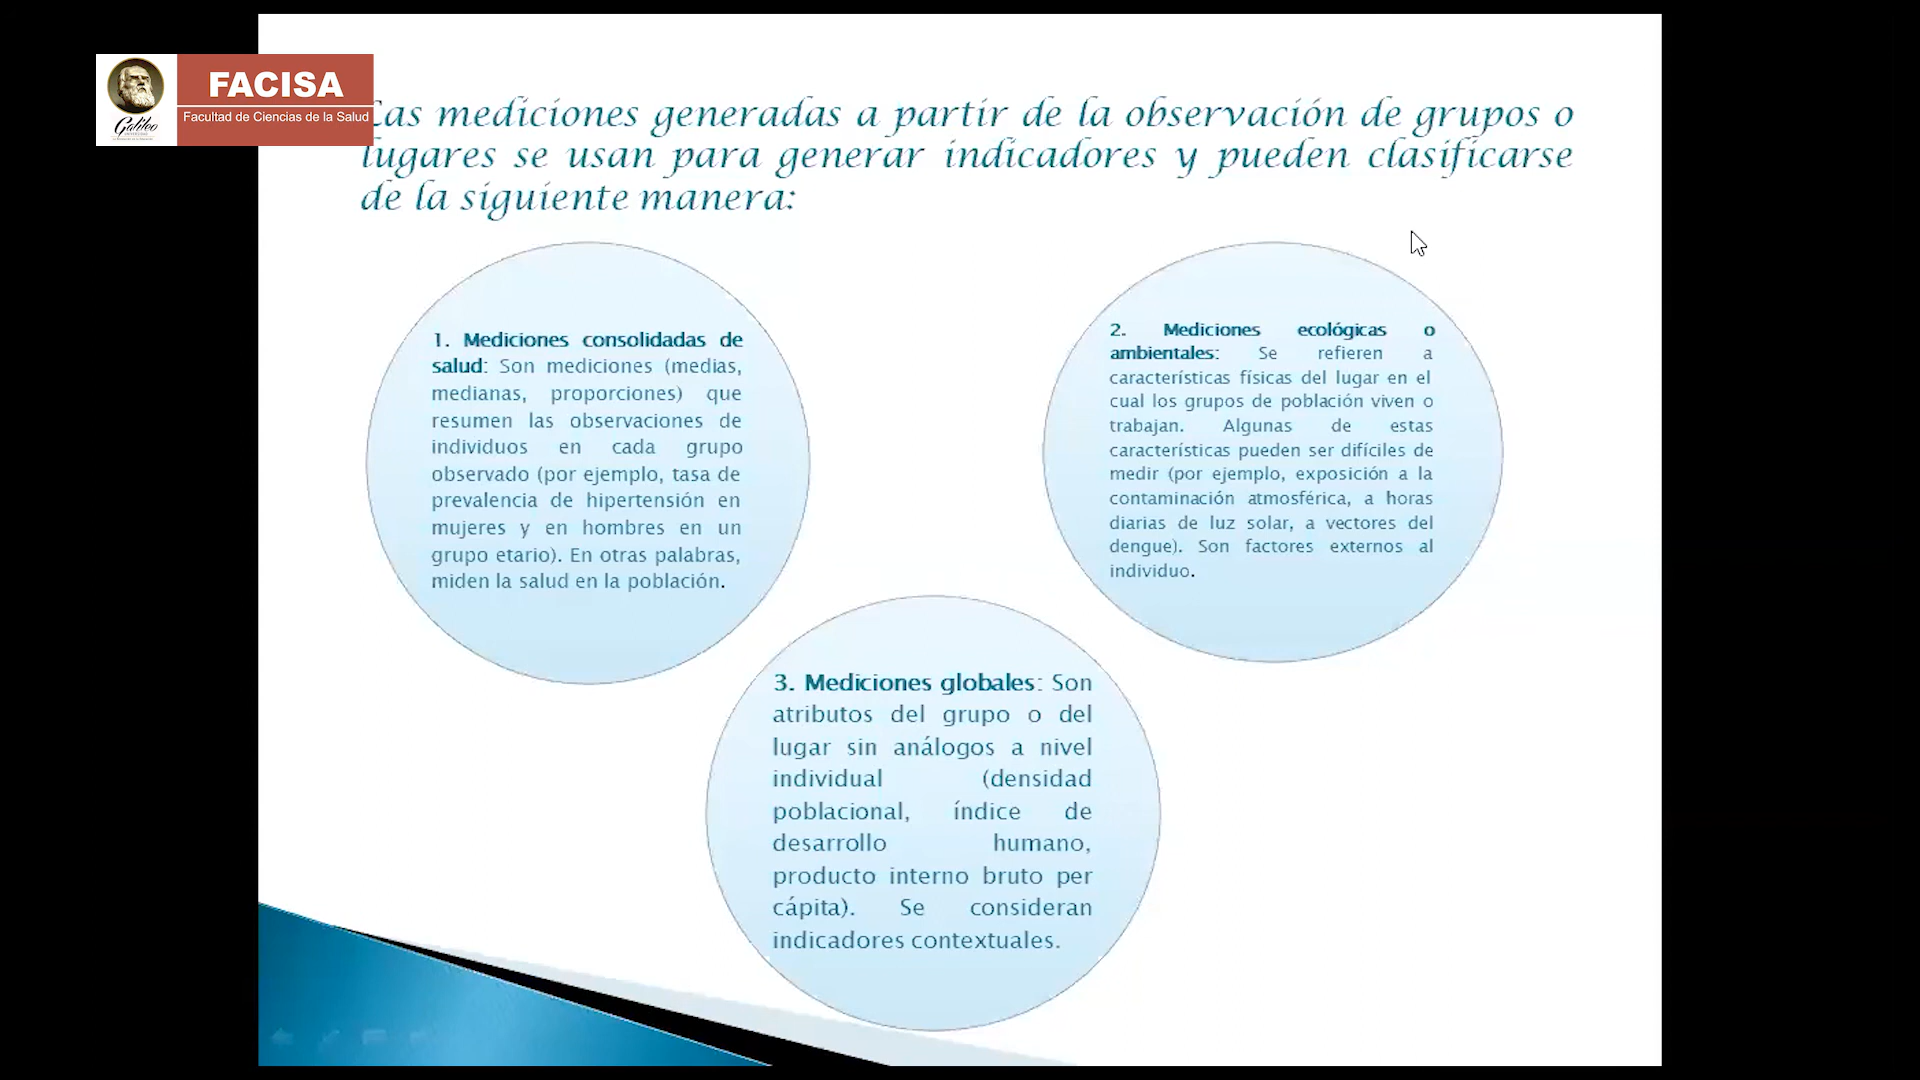 FACISA
Facultad de Ciencias de la Salud
Galileo
Las mediciones generadas a partir de la observación de grupos o
lugares se usan para generar indicadores y pueden clasificarse
de la siguiente manera:
1. Mediciones consolidadas de
salud: Son mediciones (medias,
medianas, proporciones) que
resumen las observaciones de
individuos en cada grupo
observado (por ejemplo, tasa de
prevalencia de hipertensión en
mujeres y en hombres en un
grupo etario). En otras palabras,
miden la salud en la población.
2. Mediciones ecológicas o
ambientales: Se refieren a
características físicas del lugar en el
cual los grupos de población viven o
trabajan. Algunas de estas
características pueden ser difíciles de
medir (por ejemplo, exposición a la
contaminación atmosférica, a horas
diarias de luz solar, a vectores del
dengue). Son factores externos al
individuo.
3. Mediciones globales: Son
atributos del grupo o del
lugar sin análogos a nivel
individual (densidad
poblacional, índice de
desarrollo humano,
producto interno bruto per
cápita). Se consideran
indicadores contextuales.